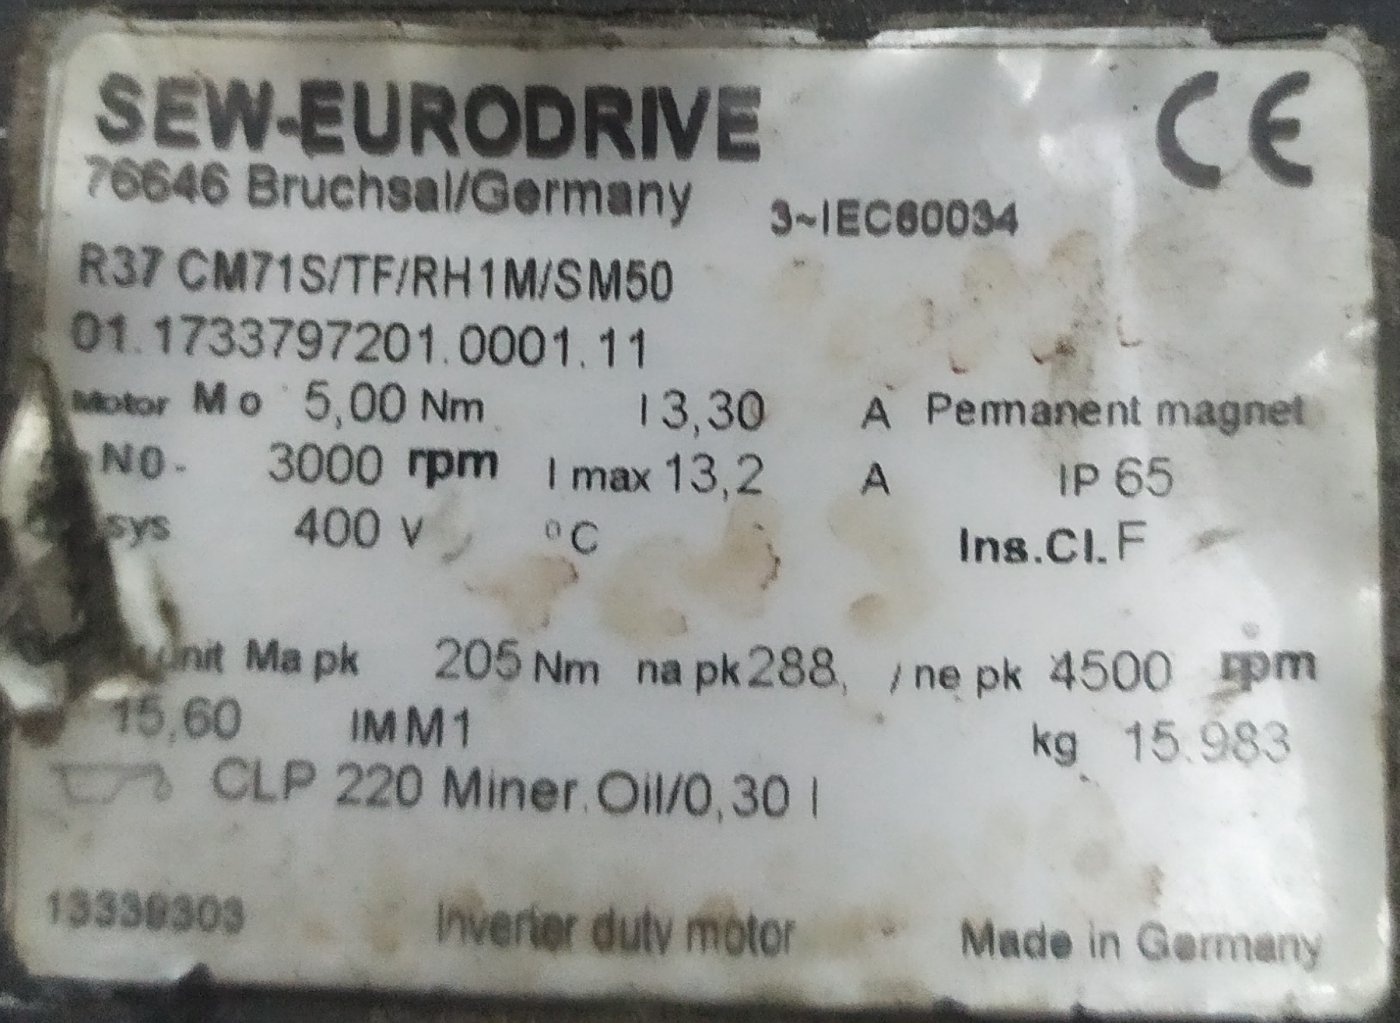 SEW-EURODRIVE CE
76646 Bruchsal/Germany 3~IEC60034
R37 CM71S/TF/RH1M/SM50
01.1733797201.0001.11
Motor Mo 5,00 Nm I 3,30 A Permanent magnet
N0- 3000 rpm I max 13,2 A IP 65
sys 400 V °C Ins.Cl. F
unit Ma pk 205 Nm na pk 288, / ne pk 4500 rpm
15,60 IM M1 kg 15.983
CLP 220 Miner.Oil/0,30 l
Inverter duty motor Made in Germany